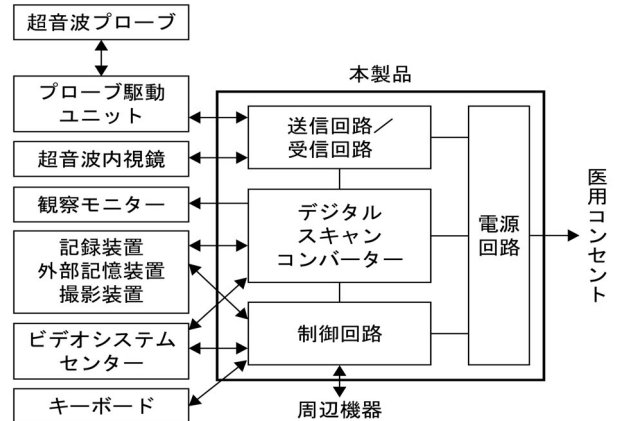 超音波プローブ
プローブ駆動
ユニット
超音波内視鏡
観察モニター
記録装置
外部記憶装置
撮影装置
ビデオシステム
センター
キーボード
本製品
送信回路／
受信回路
デジタル
スキャン
コンバーター
制御回路
周辺機器
電源
回路
医用コンセント